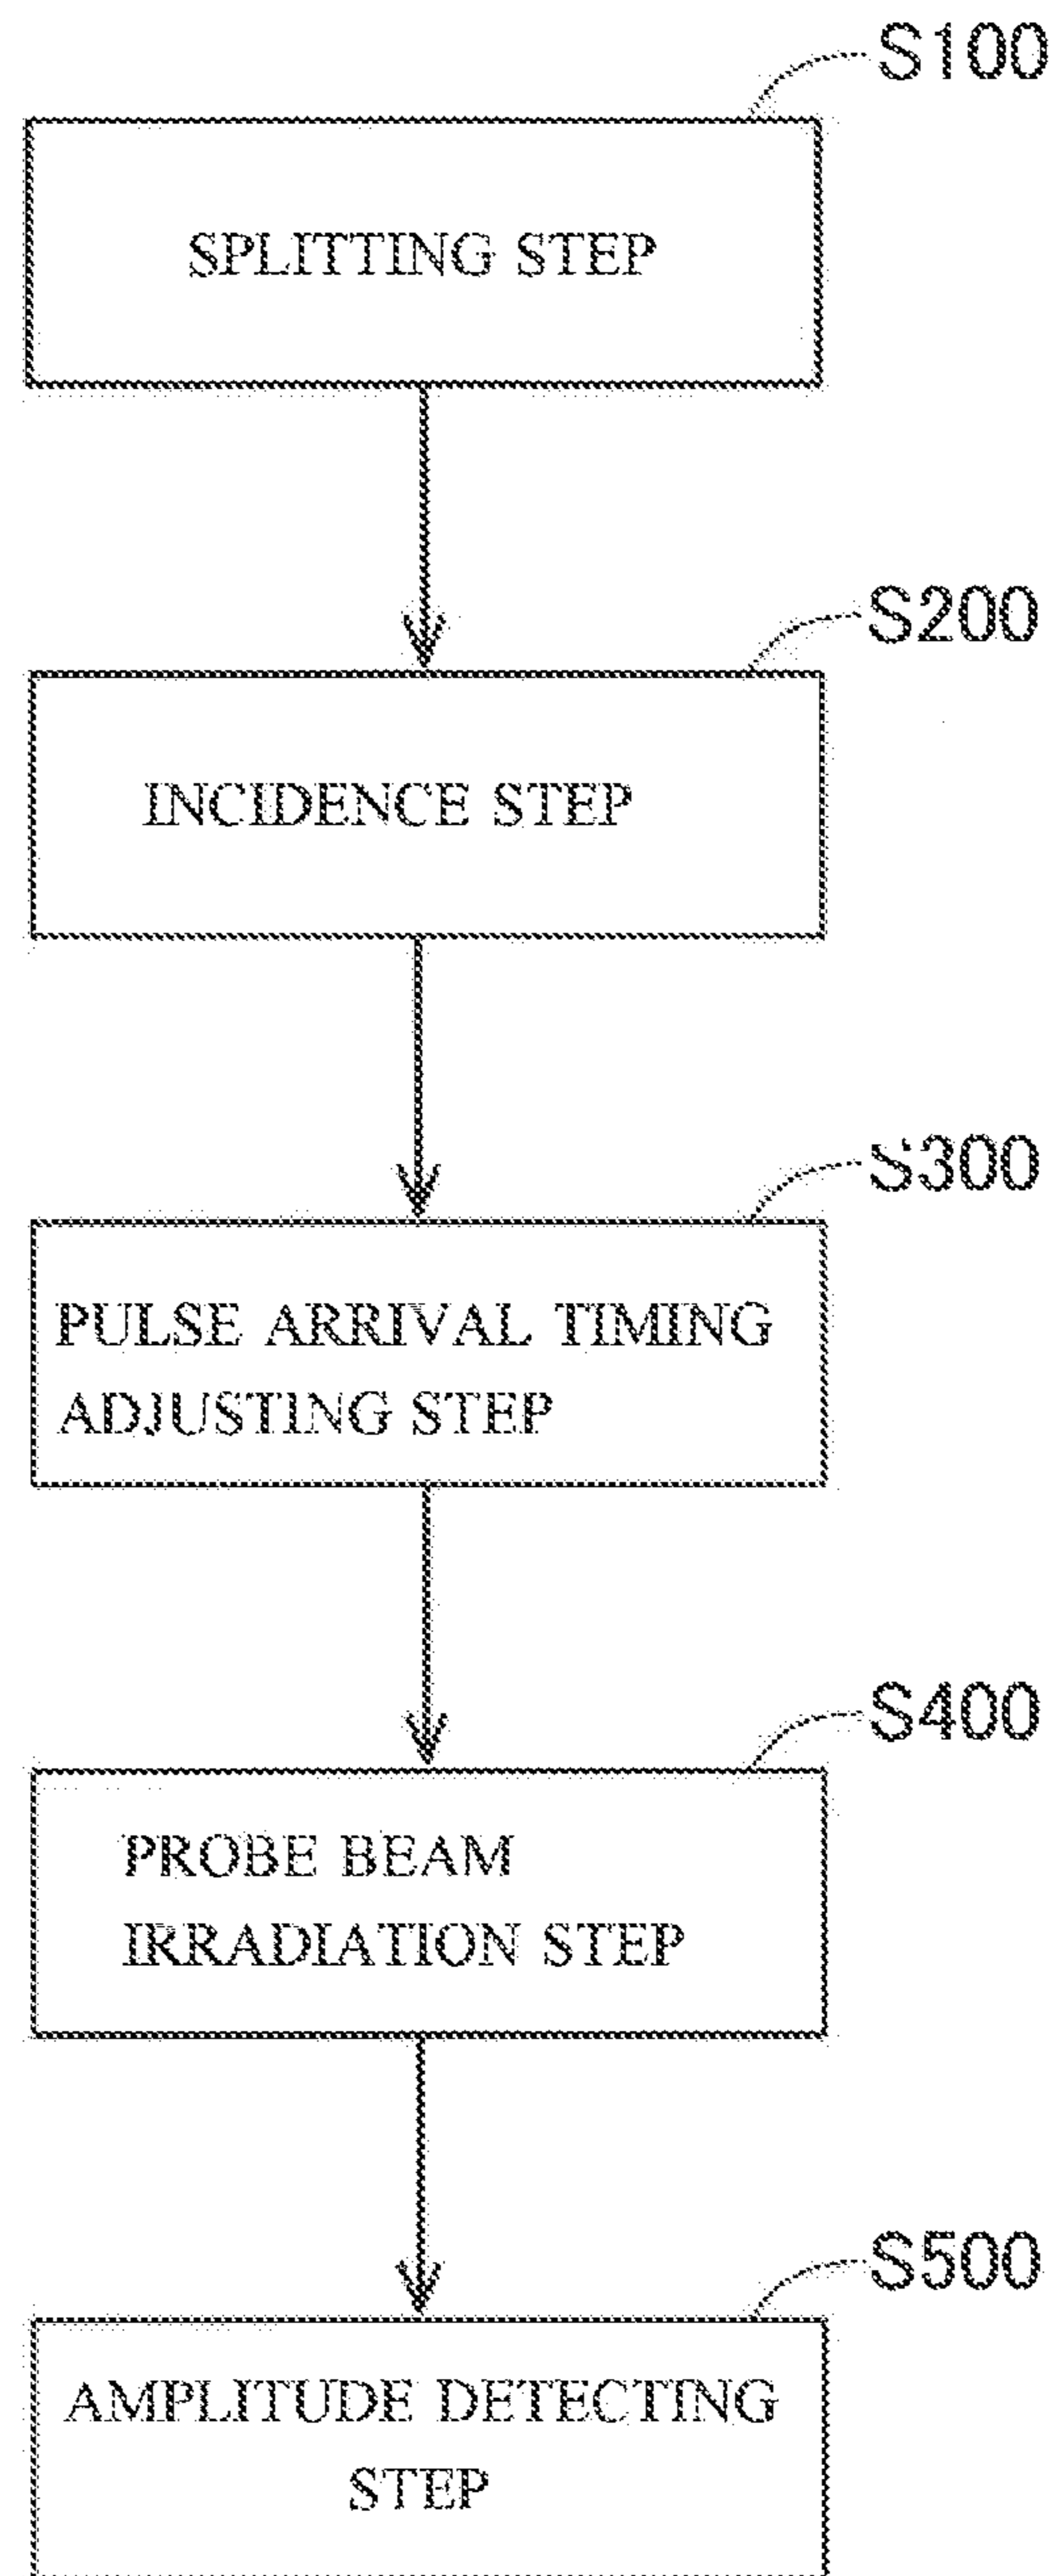 S100
SPLITTING STEP
S200
INCIDENCE STEP
S300
PULSE ARRIVAL TIMING
ADJUSTING STEP
S400
PROBE BEAM
IRRADIATION STEP
S500
AMPLITUDE DETECTING
STEP